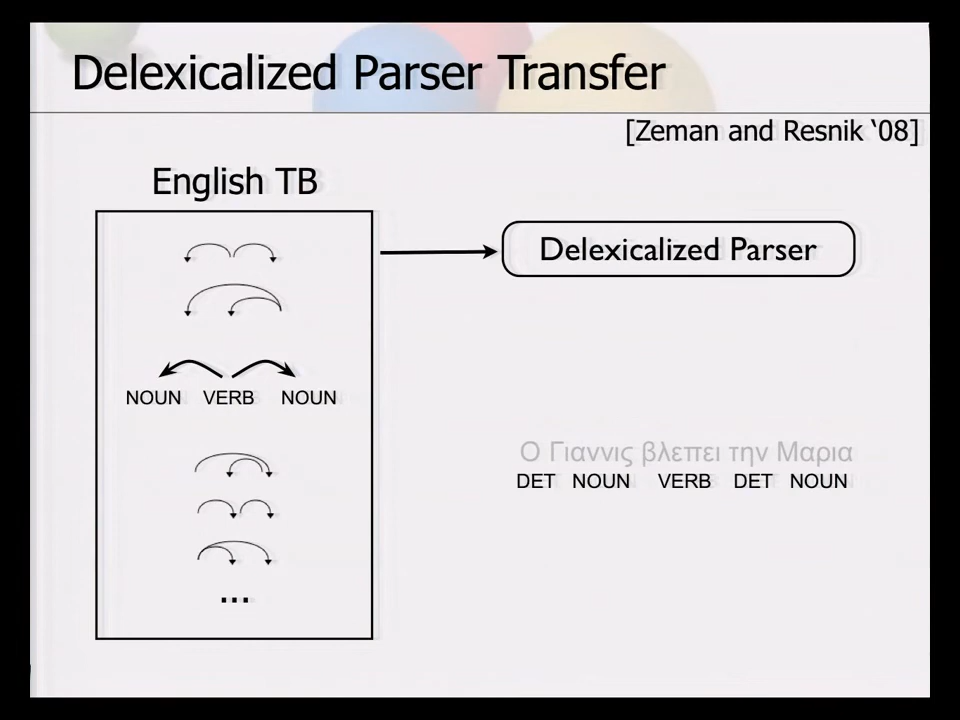 Delexicalized Parser Transfer
[Zeman and Resnik ‘08]
English TB
Delexicalized Parser
NOUN VERB NOUN
Ο Γιαννις βλεπει την Μαρια
DET NOUN VERB DET NOUN
...